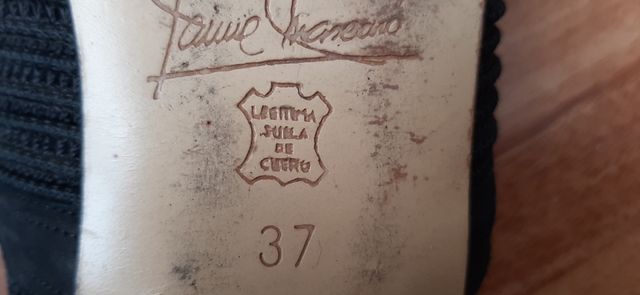 Jaime Mascaró
LEGITIMA
SUELA
DE
CUERO
37